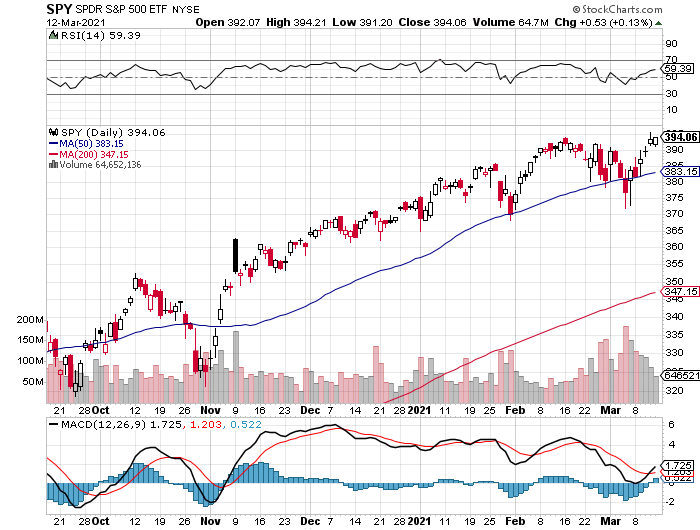 SPY SPDR S&P 500 ETF NYSE © StockCharts.com
12-Mar-2021 Open 392.07 High 394.21 Low 391.20 Close 394.06 Volume 64.7M Chg +0.53 (+0.13%)
RSI(14) 59.39
90
70
59.39
50
30
10
SPY (Daily) 394.06
MA(50) 383.15
MA(200) 347.15
Volume 64,652,136
394.06
390
385
383.15
380
375
370
365
360
355
350
347.15
345
340
335
330
325
320
64652136
200M
150M
100M
50M
21 28 Oct 12 19 26 Nov 9 16 23 Dec 7 14 21 28 2021 11 19 25 Feb 8 16 22 Mar 8
MACD(12,26,9) 1.725, 1.203, 0.522
6
4
2
1.725
1.203
0.522
-2
21 28 Oct 12 19 26 Nov 9 16 23 Dec 7 14 21 28 2021 11 19 25 Feb 8 16 22 Mar 8